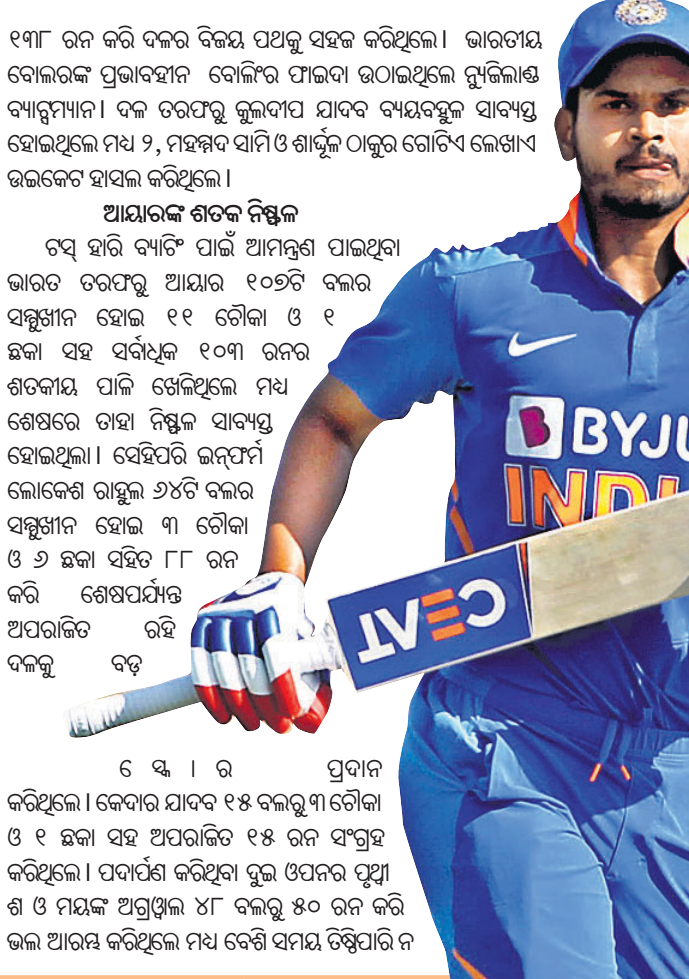 ୧୩୮ ରନ କରି ଦଳର ବିଜୟ ପଥକୁ ସହଜ କରିଥିଲେ। ଭାରତୀୟ
ବୋଲରଙ୍କ ପ୍ରଭାବହୀନ ବୋଲିଂର ଫାଇଦା ଉଠାଇଥିଲେ ନ୍ୟୁଜିଲାଣ୍ଡ
ବ୍ୟାଟ୍ସମ୍ୟାନ। ଦଳ ତରଫରୁ କୁଲଦୀପ ଯାଦବ ବ୍ୟୟବହୁଳ ସାବ୍ୟସ୍ତ
ହୋଇଥିଲେ ମଧ୍ୟ ୨, ମହମ୍ମଦ ସାମି ଓ ଶାର୍ଦ୍ଦୂଳ ଠାକୁର ଗୋଟିଏ ଲେଖାଏ
ଉଇକେଟ ହାସଲ କରିଥିଲେ।
ଆୟାରଙ୍କ ଶତକ ନିଷ୍ଫଳ
ଟସ୍ ହାରି ବ୍ୟାଟିଂ ପାଇଁ ଆମନ୍ତ୍ରଣ ପାଇଥିବା
ଭାରତ ତରଫରୁ ଆୟାର ୧୦୭ଟି ବଲର
ସମ୍ମୁଖୀନ ହୋଇ ୧୧ ଚୌକା ଓ ୧
ଛକା ସହ ସର୍ବାଧିକ ୧୦୩ ରନର
ଶତକୀୟ ପାଳି ଖେଳିଥିଲେ ମଧ୍ୟ
ଶେଷରେ ତାହା ନିଷ୍ଫଳ ସାବ୍ୟସ୍ତ
ହୋଇଥିଲା। ସେହିପରି ଇନ୍‌ଫର୍ମ
ଲୋକେଶ ରାହୁଲ ୬୪ଟି ବଲର
ସମ୍ମୁଖୀନ ହୋଇ ୩ ଚୌକା
ଓ ୬ ଛକା ସହିତ ୮୮ ରନ
କରି ଶେଷପର୍ଯ୍ୟନ୍ତ
ଅପରାଜିତ ରହି
ଦଳକୁ ବଡ଼
ସ୍କୋର ପ୍ରଦାନ
କରିଥିଲେ। କେଦାର ଯାଦବ ୧୫ ବଲରୁ ୩ ଚୌକା
ଓ ୧ ଛକା ସହ ଅପରାଜିତ ୧୫ ରନ ସଂଗ୍ରହ
କରିଥିଲେ। ପଦାର୍ପଣ କରିଥିବା ଦୁଇ ଓପନର ପୃଥ୍ୱୀ
ଶ ଓ ମୟଙ୍କ ଅଗ୍ରୱାଲ ୪୮ ବଲରୁ ୫୦ ରନ କରି
ଭଲ ଆରମ୍ଭ କରିଥିଲେ ମଧ୍ୟ ବେଶି ସମୟ ତିଷ୍ଠିପାରି ନ
BYJU
INDI
CEAT